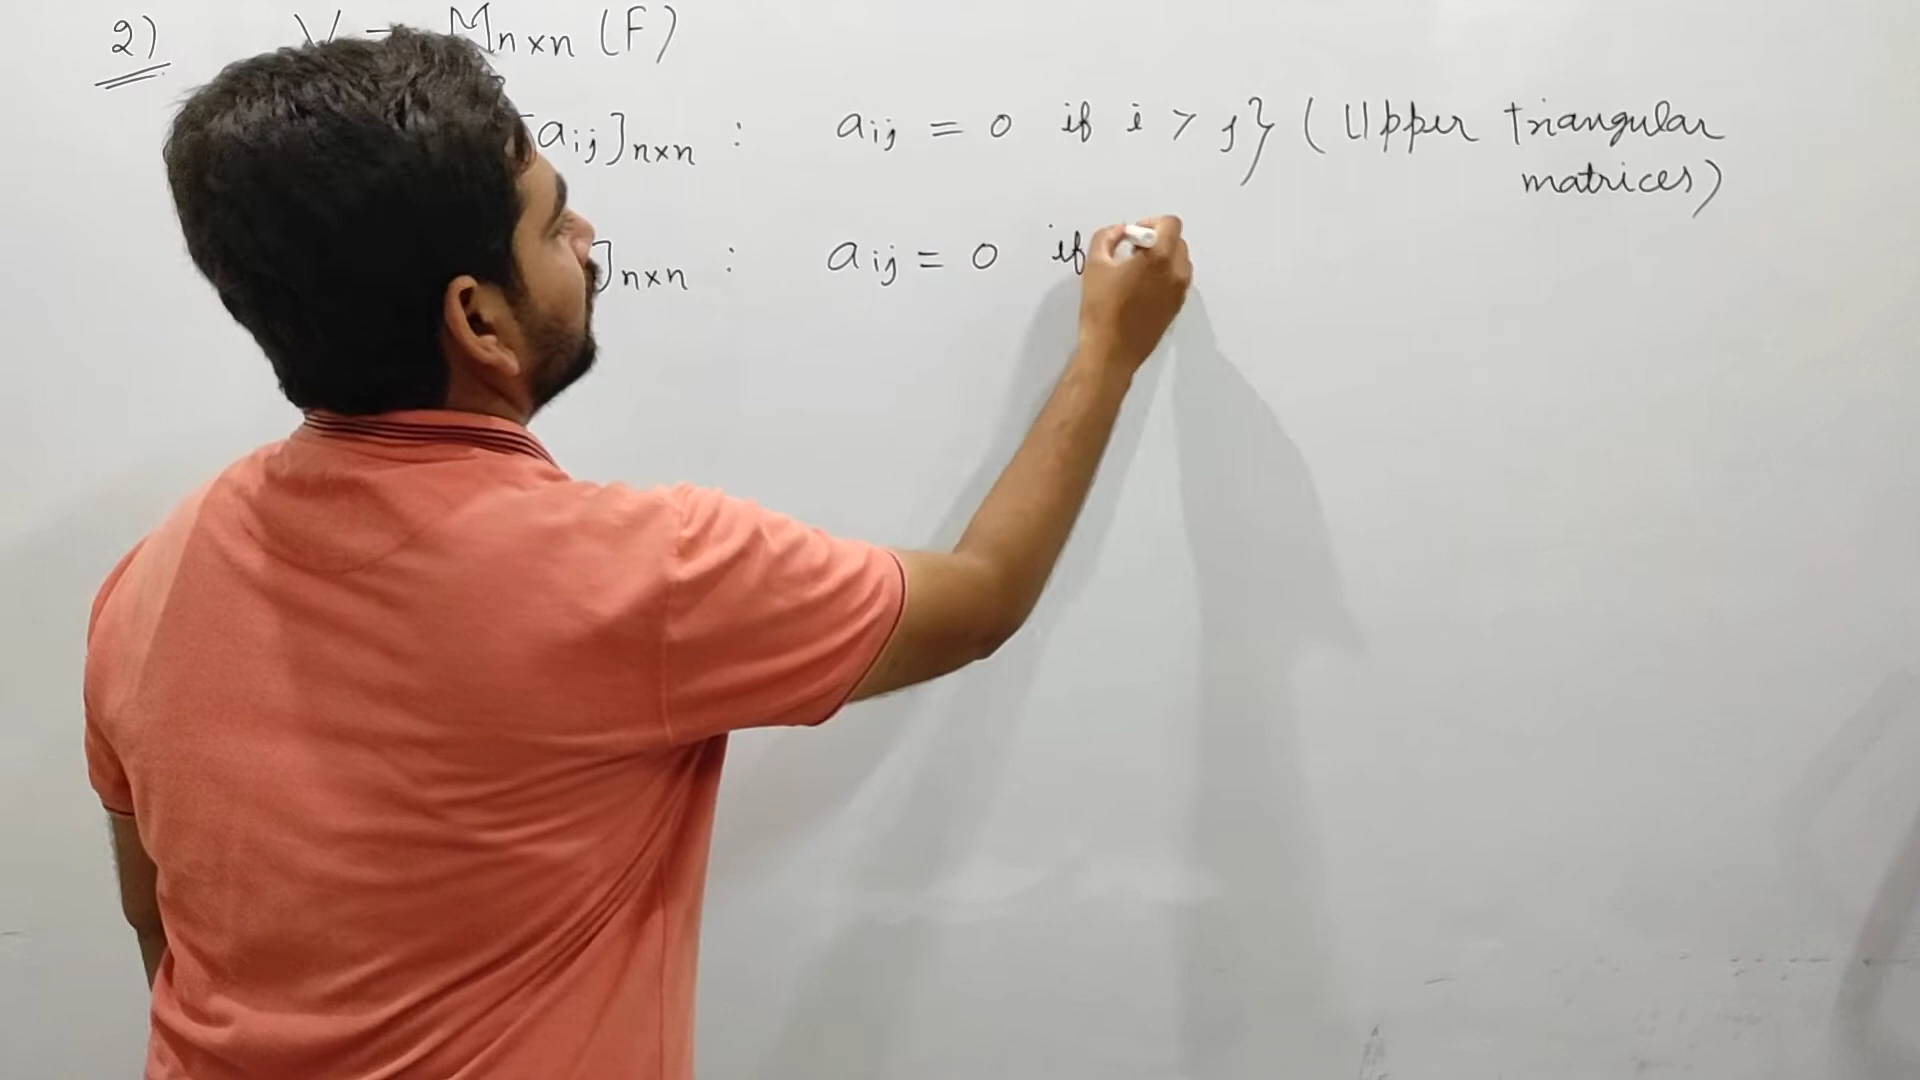 2) V = Mn×n (F)
[aij]n×n : aij = 0 if i > j} ( Upper triangular
matrices)
]n×n : aij = 0 if